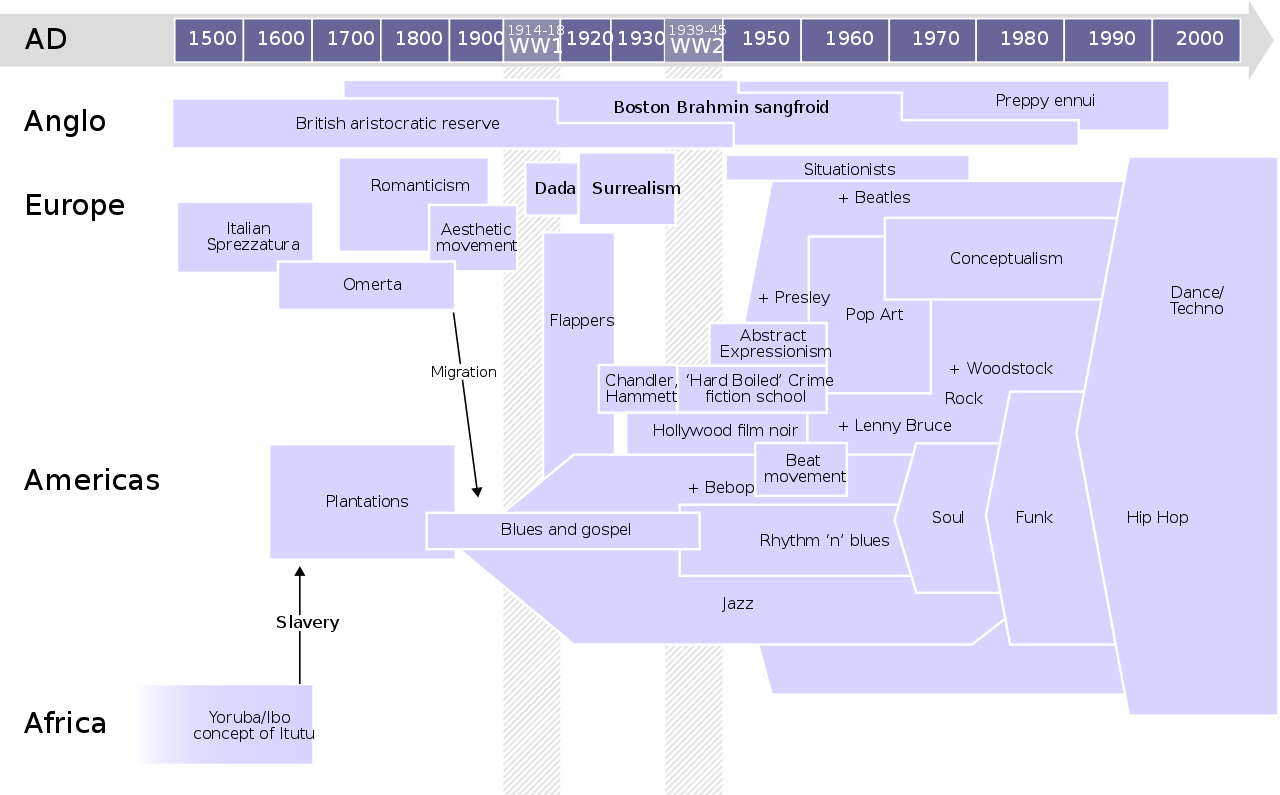 AD
1500 1600 1700 1800 1900 1914-18 WW1 1920 1930 1939-45 WW2 1950 1960 1970 1980 1990 2000
Anglo
British aristocratic reserve
Boston Brahmin sangfroid
Preppy ennui
Europe
Italian
Sprezzatura
Romanticism
Aesthetic
movement
Omerta
Dada
Surrealism
Situationists
+ Beatles
Conceptualism
+ Presley
Pop Art
Dance/
Techno
Flappers
Abstract
Expressionism
Migration
Chandler,
Hammett
‘Hard Boiled’ Crime
fiction school
+ Woodstock
Rock
Hollywood film noir
+ Lenny Bruce
Americas
Plantations
Beat
movement
+ Bebop
Blues and gospel
Rhythm ‘n’ blues
Soul
Funk
Hip Hop
Jazz
Slavery
Africa
Yoruba/Ibo
concept of Itutu